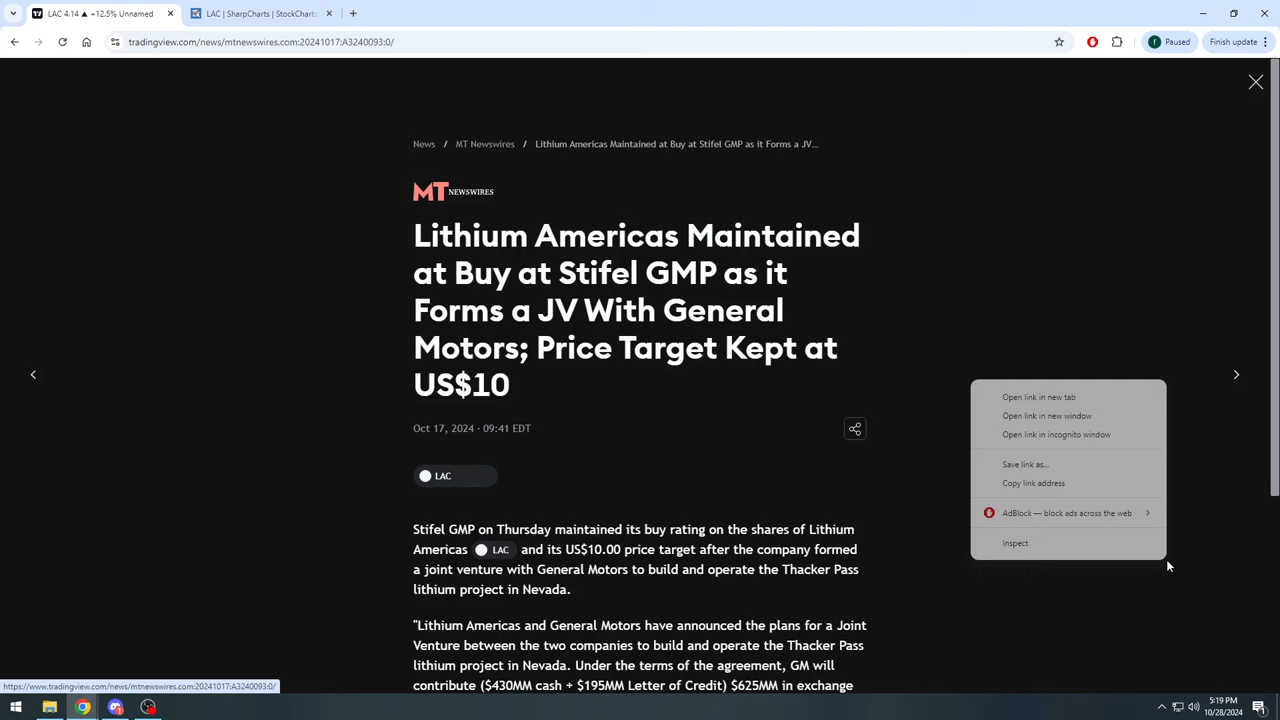 LAC 4.14 ▲ +12.5% Unnamed
LAC | SharpCharts | StockCharts
tradingview.com/news/mtnewswires.com:20241017:A3240093:0/
f
Paused
Finish update
News / MT Newswires / Lithium Americas Maintained at Buy at Stifel GMP as it Forms a JV...
MT NEWSWIRES
Lithium Americas Maintained
at Buy at Stifel GMP as it
Forms a JV With General
Motors; Price Target Kept at
US$10
Oct 17, 2024 · 09:41 EDT
LAC
Stifel GMP on Thursday maintained its buy rating on the shares of Lithium
Americas LAC and its US$10.00 price target after the company formed
a joint venture with General Motors to build and operate the Thacker Pass
lithium project in Nevada.
"Lithium Americas and General Motors have announced the plans for a Joint
Venture between the two companies to build and operate the Thacker Pass
lithium project in Nevada. Under the terms of the agreement, GM will
contribute ($430MM cash + $195MM Letter of Credit) $625MM in exchange
Open link in new tab
Open link in new window
Open link in incognito window
Save link as...
Copy link address
AdBlock — block ads across the web
Inspect
https://www.tradingview.com/news/mtnewswires.com:20241017:A3240093:0/
5:19 PM
10/28/2024